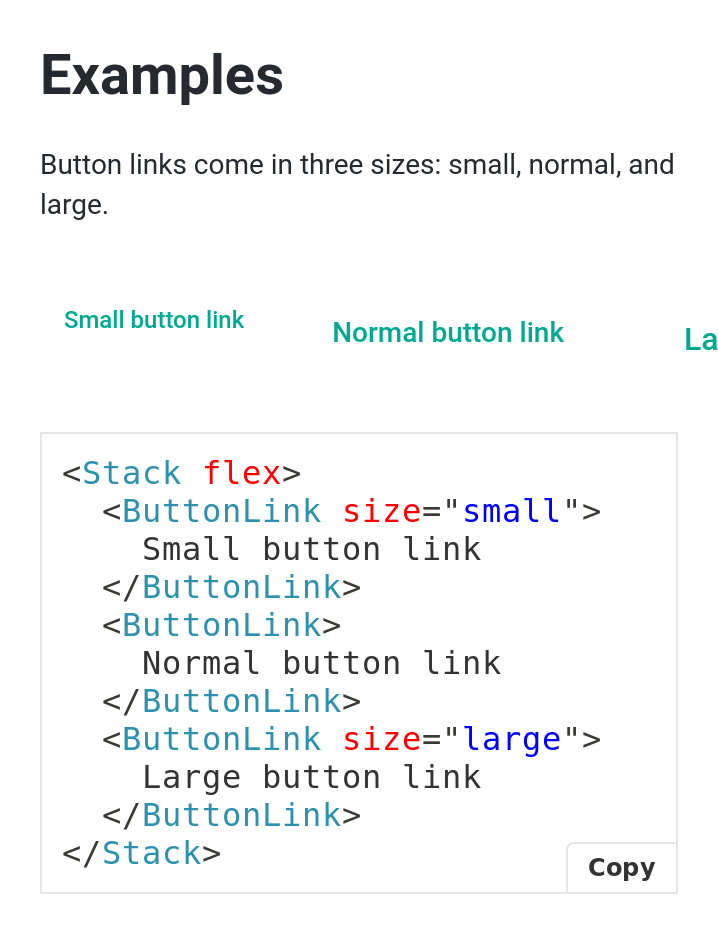 Examples
Button links come in three sizes: small, normal, and
large.
Small button link
Normal button link
La
<Stack flex>
  <ButtonLink size="small">
    Small button link
  </ButtonLink>
  <ButtonLink>
    Normal button link
  </ButtonLink>
  <ButtonLink size="large">
    Large button link
  </ButtonLink>
</Stack>
Copy